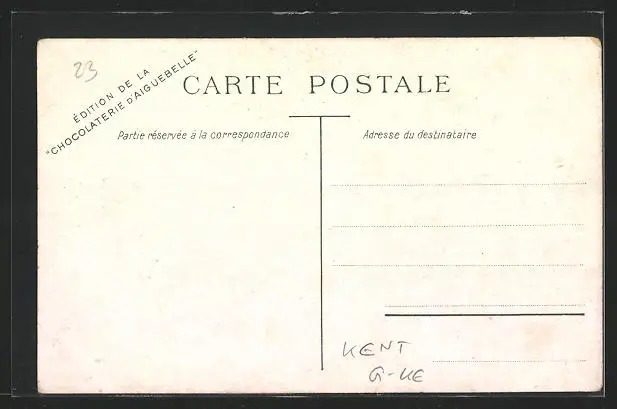 23
ÉDITION DE LA
"CHOCOLATERIE D'AIGUEBELLE"
CARTE POSTALE
Partie réservée à la correspondance
Adresse du destinataire
KENT
G-KE